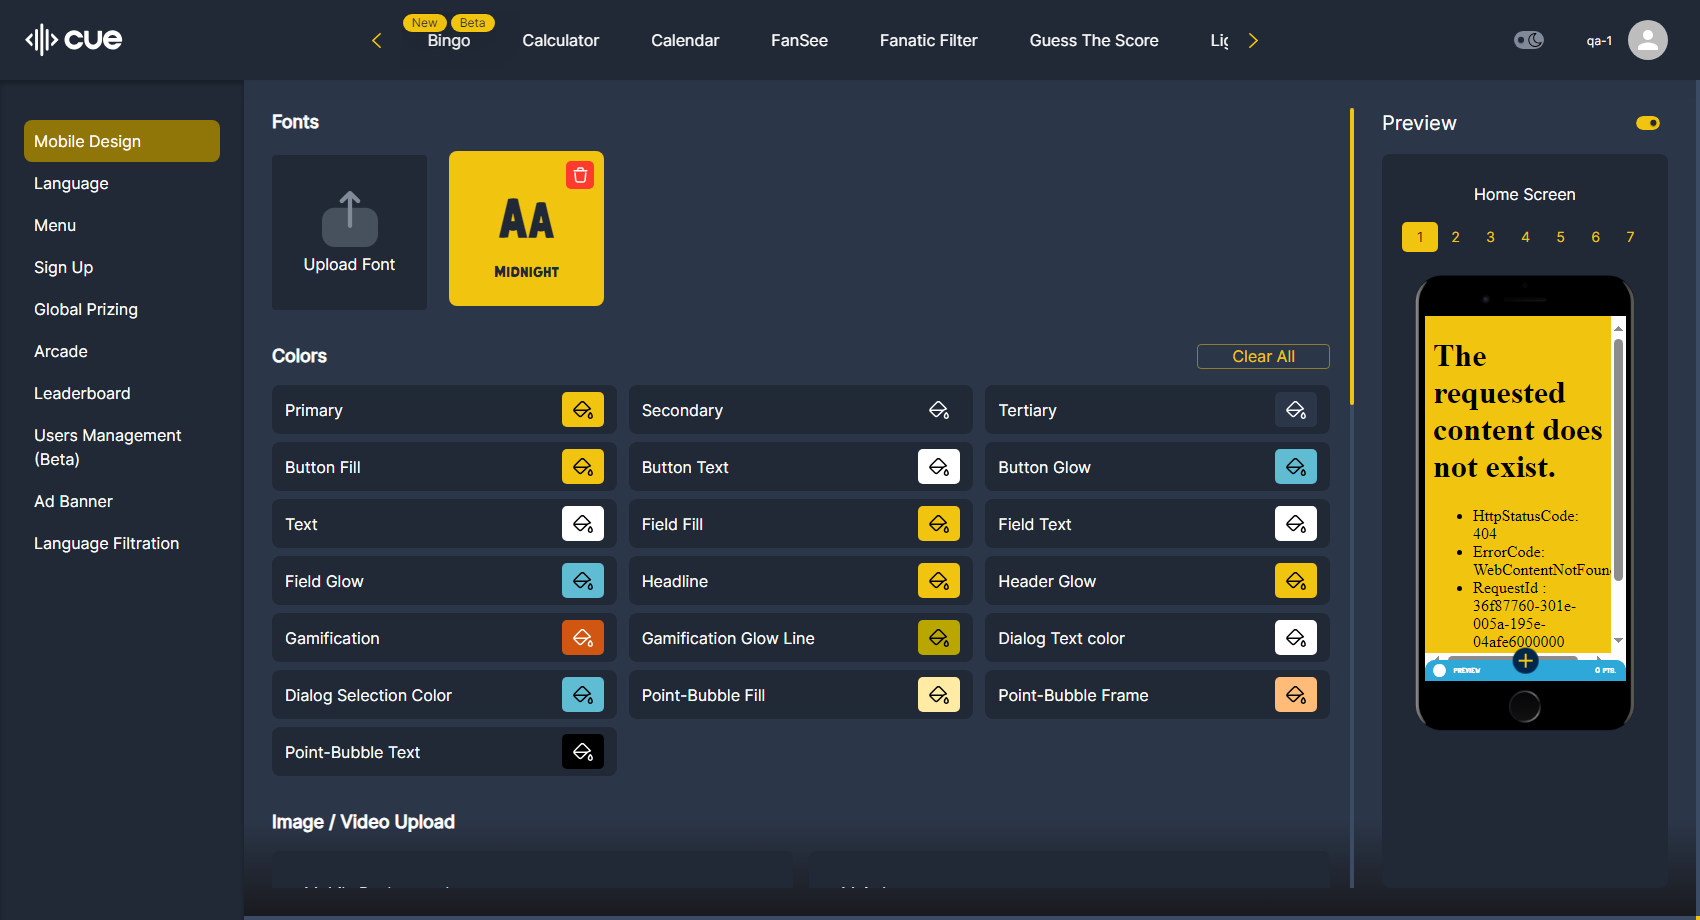 cue
New
Beta
Bingo
Calculator
Calendar
FanSee
Fanatic Filter
Guess The Score
qa-1
Mobile Design
Language
Menu
Sign Up
Global Prizing
Arcade
Leaderboard
Users Management
(Beta)
Ad Banner
Language Filtration
Fonts
Upload Font
AA
MIDNIGHT
Colors
Clear All
Primary
Secondary
Tertiary
Button Fill
Button Text
Button Glow
Text
Field Fill
Field Text
Field Glow
Headline
Header Glow
Gamification
Gamification Glow Line
Dialog Text color
Dialog Selection Color
Point-Bubble Fill
Point-Bubble Frame
Point-Bubble Text
Image / Video Upload
Preview
Home Screen
1 2 3 4 5 6 7
The
requested
content does
not exist.
HttpStatusCode:
404
ErrorCode:
WebContentNotFoun
RequestId :
36f87760-301e-
005a-195e-
04afe6000000
PREVIEW
0 PTS.